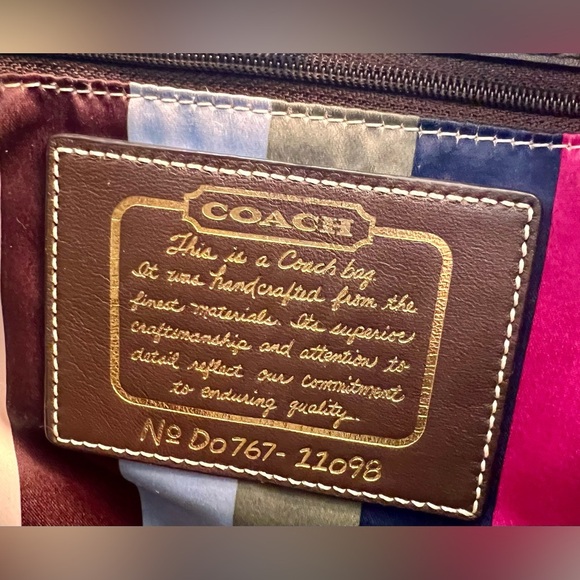 COACH
This is a Coach bag.
It was handcrafted from the
finest materials. Its superior
craftsmanship and attention to
detail reflect our commitment
to enduring quality.
No Do767-11098